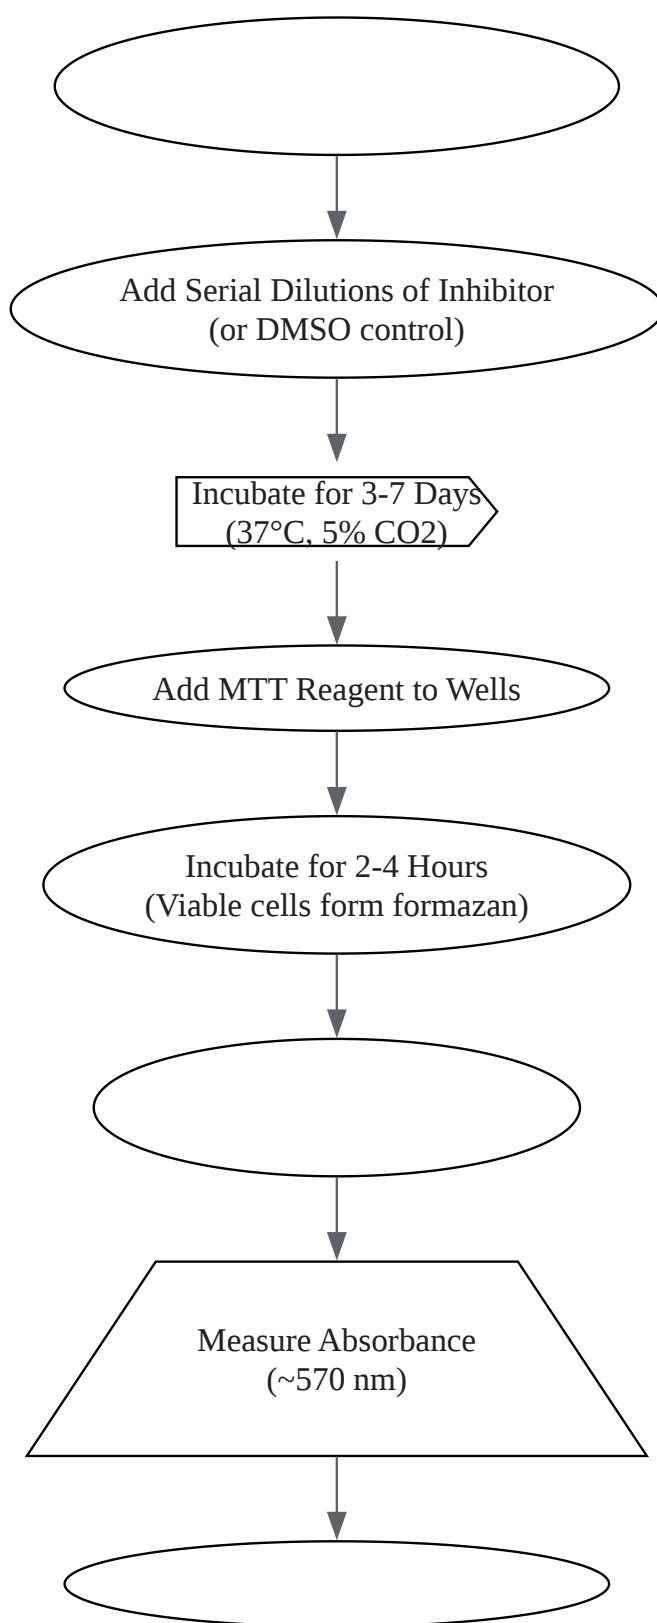 Add Serial Dilutions of Inhibitor
(or DMSO control)
Incubate for 3-7 Days
(37°C, 5% CO2)
Add MTT Reagent to Wells
Incubate for 2-4 Hours
(Viable cells form formazan)
Measure Absorbance
(~570 nm)